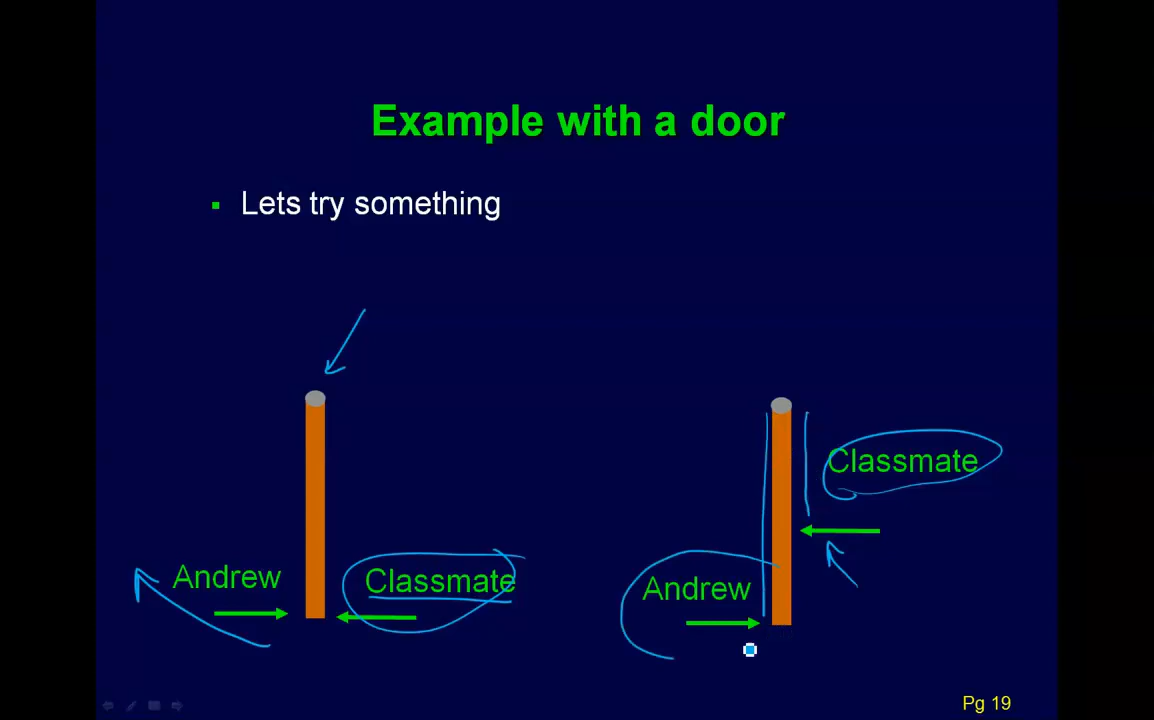 Example with a door
▪ Lets try something
Classmate
Andrew
Classmate
Andrew
Pg 19